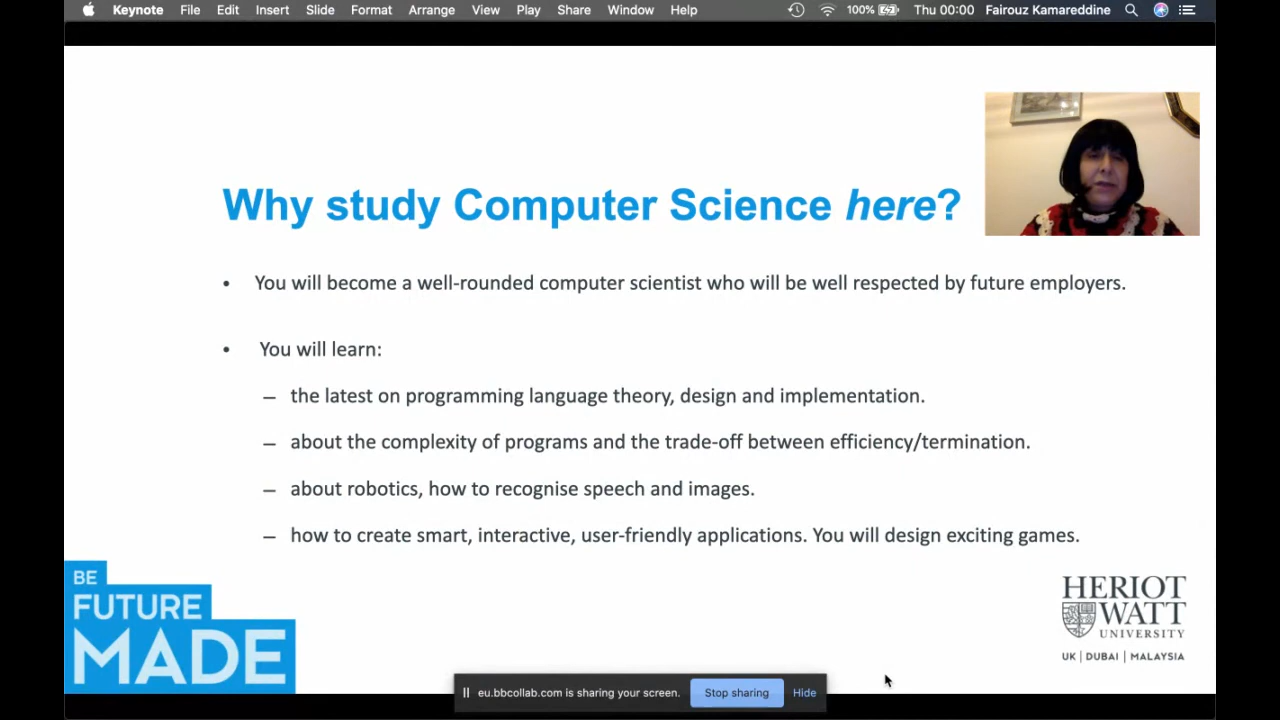 Keynote File Edit Insert Slide Format Arrange View Play Share Window Help 100% Thu 00:00 Fairouz Kamareddine
Why study Computer Science here?
• You will become a well-rounded computer scientist who will be well respected by future employers.
• You will learn:
– the latest on programming language theory, design and implementation.
– about the complexity of programs and the trade-off between efficiency/termination.
– about robotics, how to recognise speech and images.
– how to create smart, interactive, user-friendly applications. You will design exciting games.
BE
FUTURE
MADE
HERIOT
WATT
UNIVERSITY
UK | DUBAI | MALAYSIA
eu.bbcollab.com is sharing your screen. Stop sharing Hide